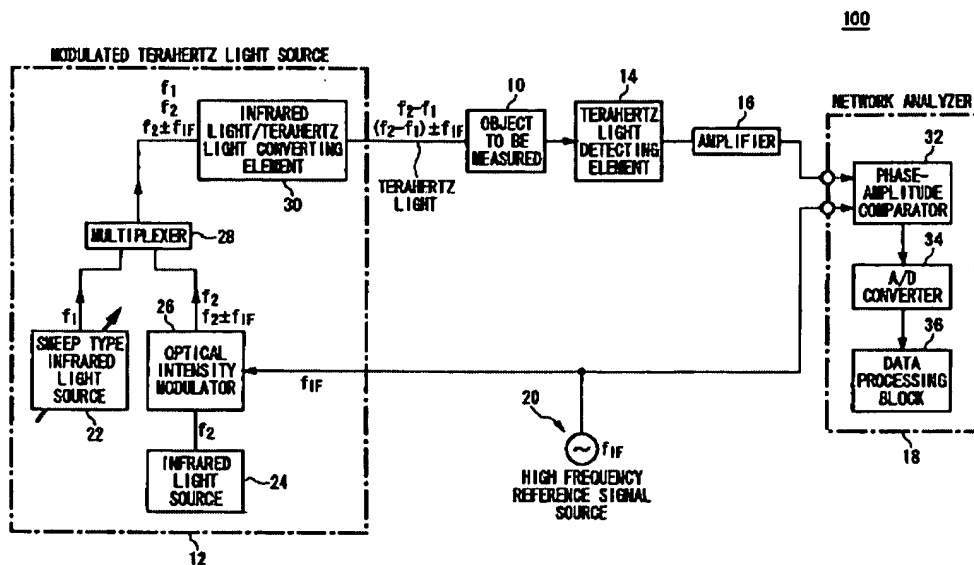 100
MODULATED TERAHERTZ LIGHT SOURCE
f1
f2
f2±fIF
INFRARED
LIGHT/TERAHERTZ
LIGHT CONVERTING
ELEMENT
30
f2-f1
(f2-f1)±fIF
TERAHERTZ
LIGHT
10
OBJECT
TO BE
MEASURED
14
TERAHERTZ
LIGHT
DETECTING
ELEMENT
16
AMPLIFIER
NETWORK ANALYZER
32
PHASE-
AMPLITUDE
COMPARATOR
34
A/D
CONVERTER
36
DATA
PROCESSING
BLOCK
18
MULTIPLEXER
28
f1
f2
f2±fIF
26
SWEEP TYPE
INFRARED
LIGHT
SOURCE
22
OPTICAL
INTENSITY
MODULATOR
fIF
f2
INFRARED
LIGHT
SOURCE
24
20
fIF
HIGH FREQUENCY
REFERENCE SIGNAL
SOURCE
12